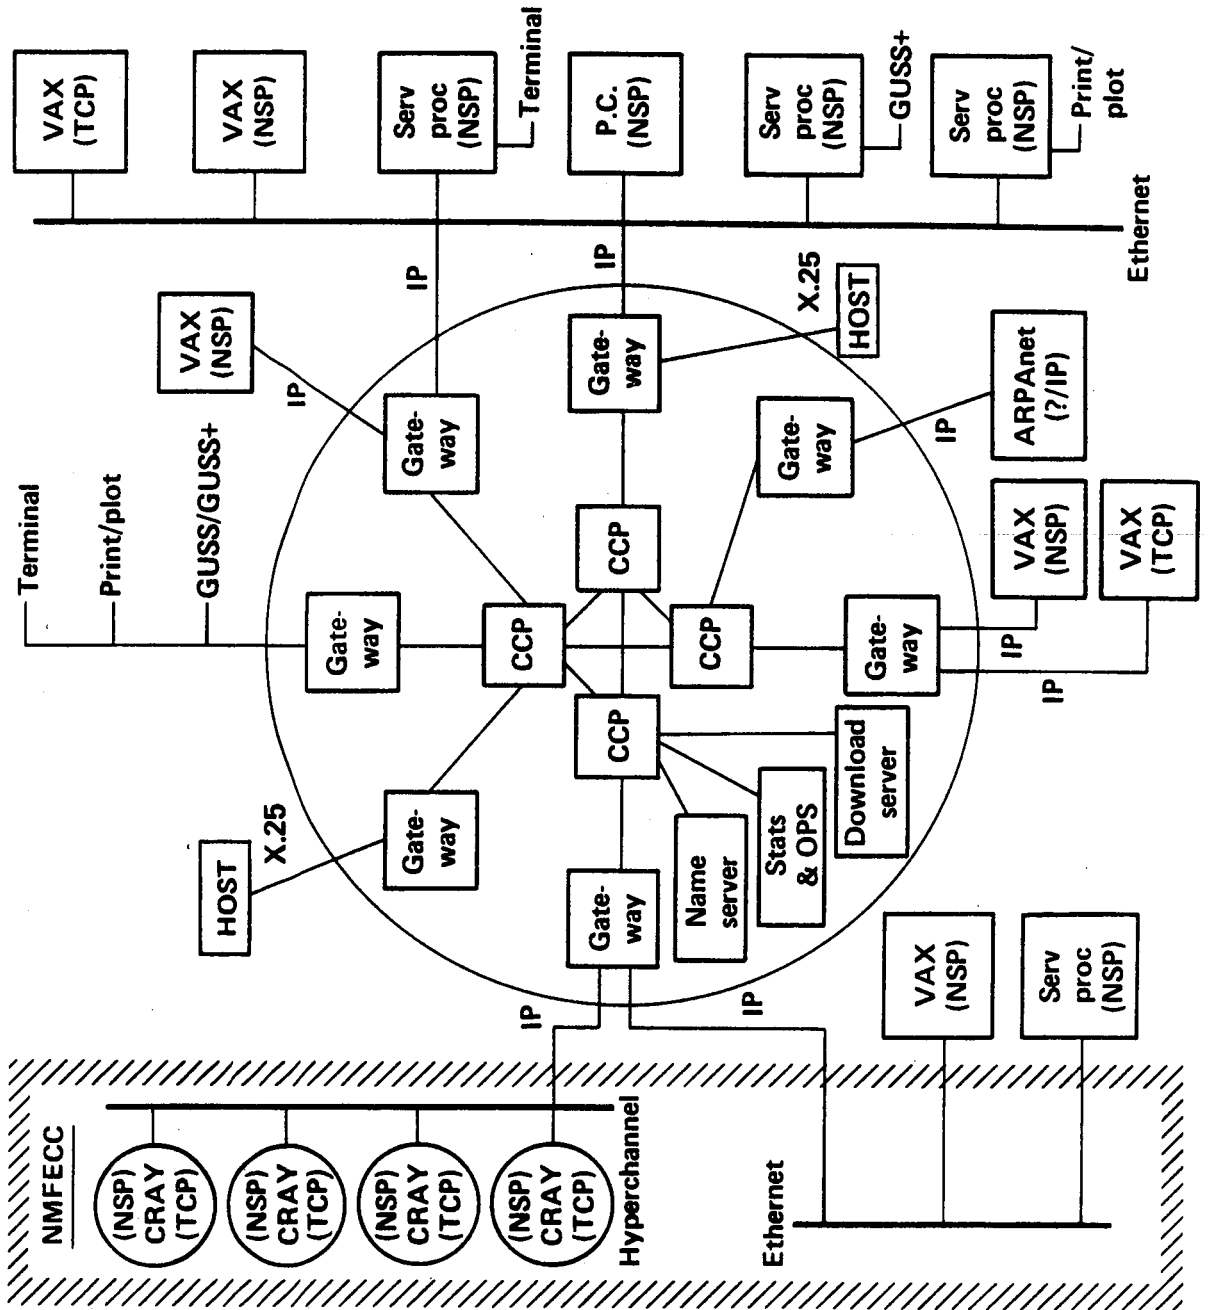 NMFECC
(NSP)
CRAY
(TCP)
(NSP)
CRAY
(TCP)
(NSP)
CRAY
(TCP)
(NSP)
CRAY
(TCP)
Hyperchannel
Ethernet
IP
IP
VAX
(NSP)
Serv
proc
(NSP)
HOST
X.25
Gate-
way
Gate-
way
Name
server
Stats
& OPS
Download
server
CCP
CCP
CCP
CCP
Terminal
Print/plot
GUSS/GUSS+
Gate-
way
Gate-
way
IP
IP
VAX
(NSP)
VAX
(TCP)
VAX
(NSP)
IP
Gate-
way
Gate-
way
Gate-
way
IP
ARPAnet
(?/IP)
HOST
X.25
IP
IP
VAX
(TCP)
VAX
(NSP)
Serv
proc
(NSP)
Terminal
P.C.
(NSP)
Serv
proc
(NSP)
GUSS+
Serv
proc
(NSP)
Print/
plot
Ethernet